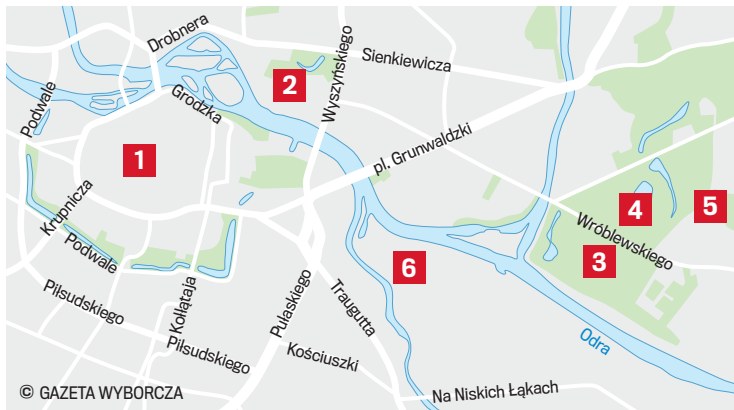 Drobnera
Sienkiewicza
Wyszyńskiego
2
Podwale
Grodzka
pl. Grunwaldzki
1
Krupnicza
Podwale
4
5
Wróblewskiego
3
6
Piłsudskiego
Kołłątaja
Pułaskiego
Traugutta
Odra
Piłsudskiego
Kościuszki
© GAZETA WYBORCZA
Na Niskich Łąkach